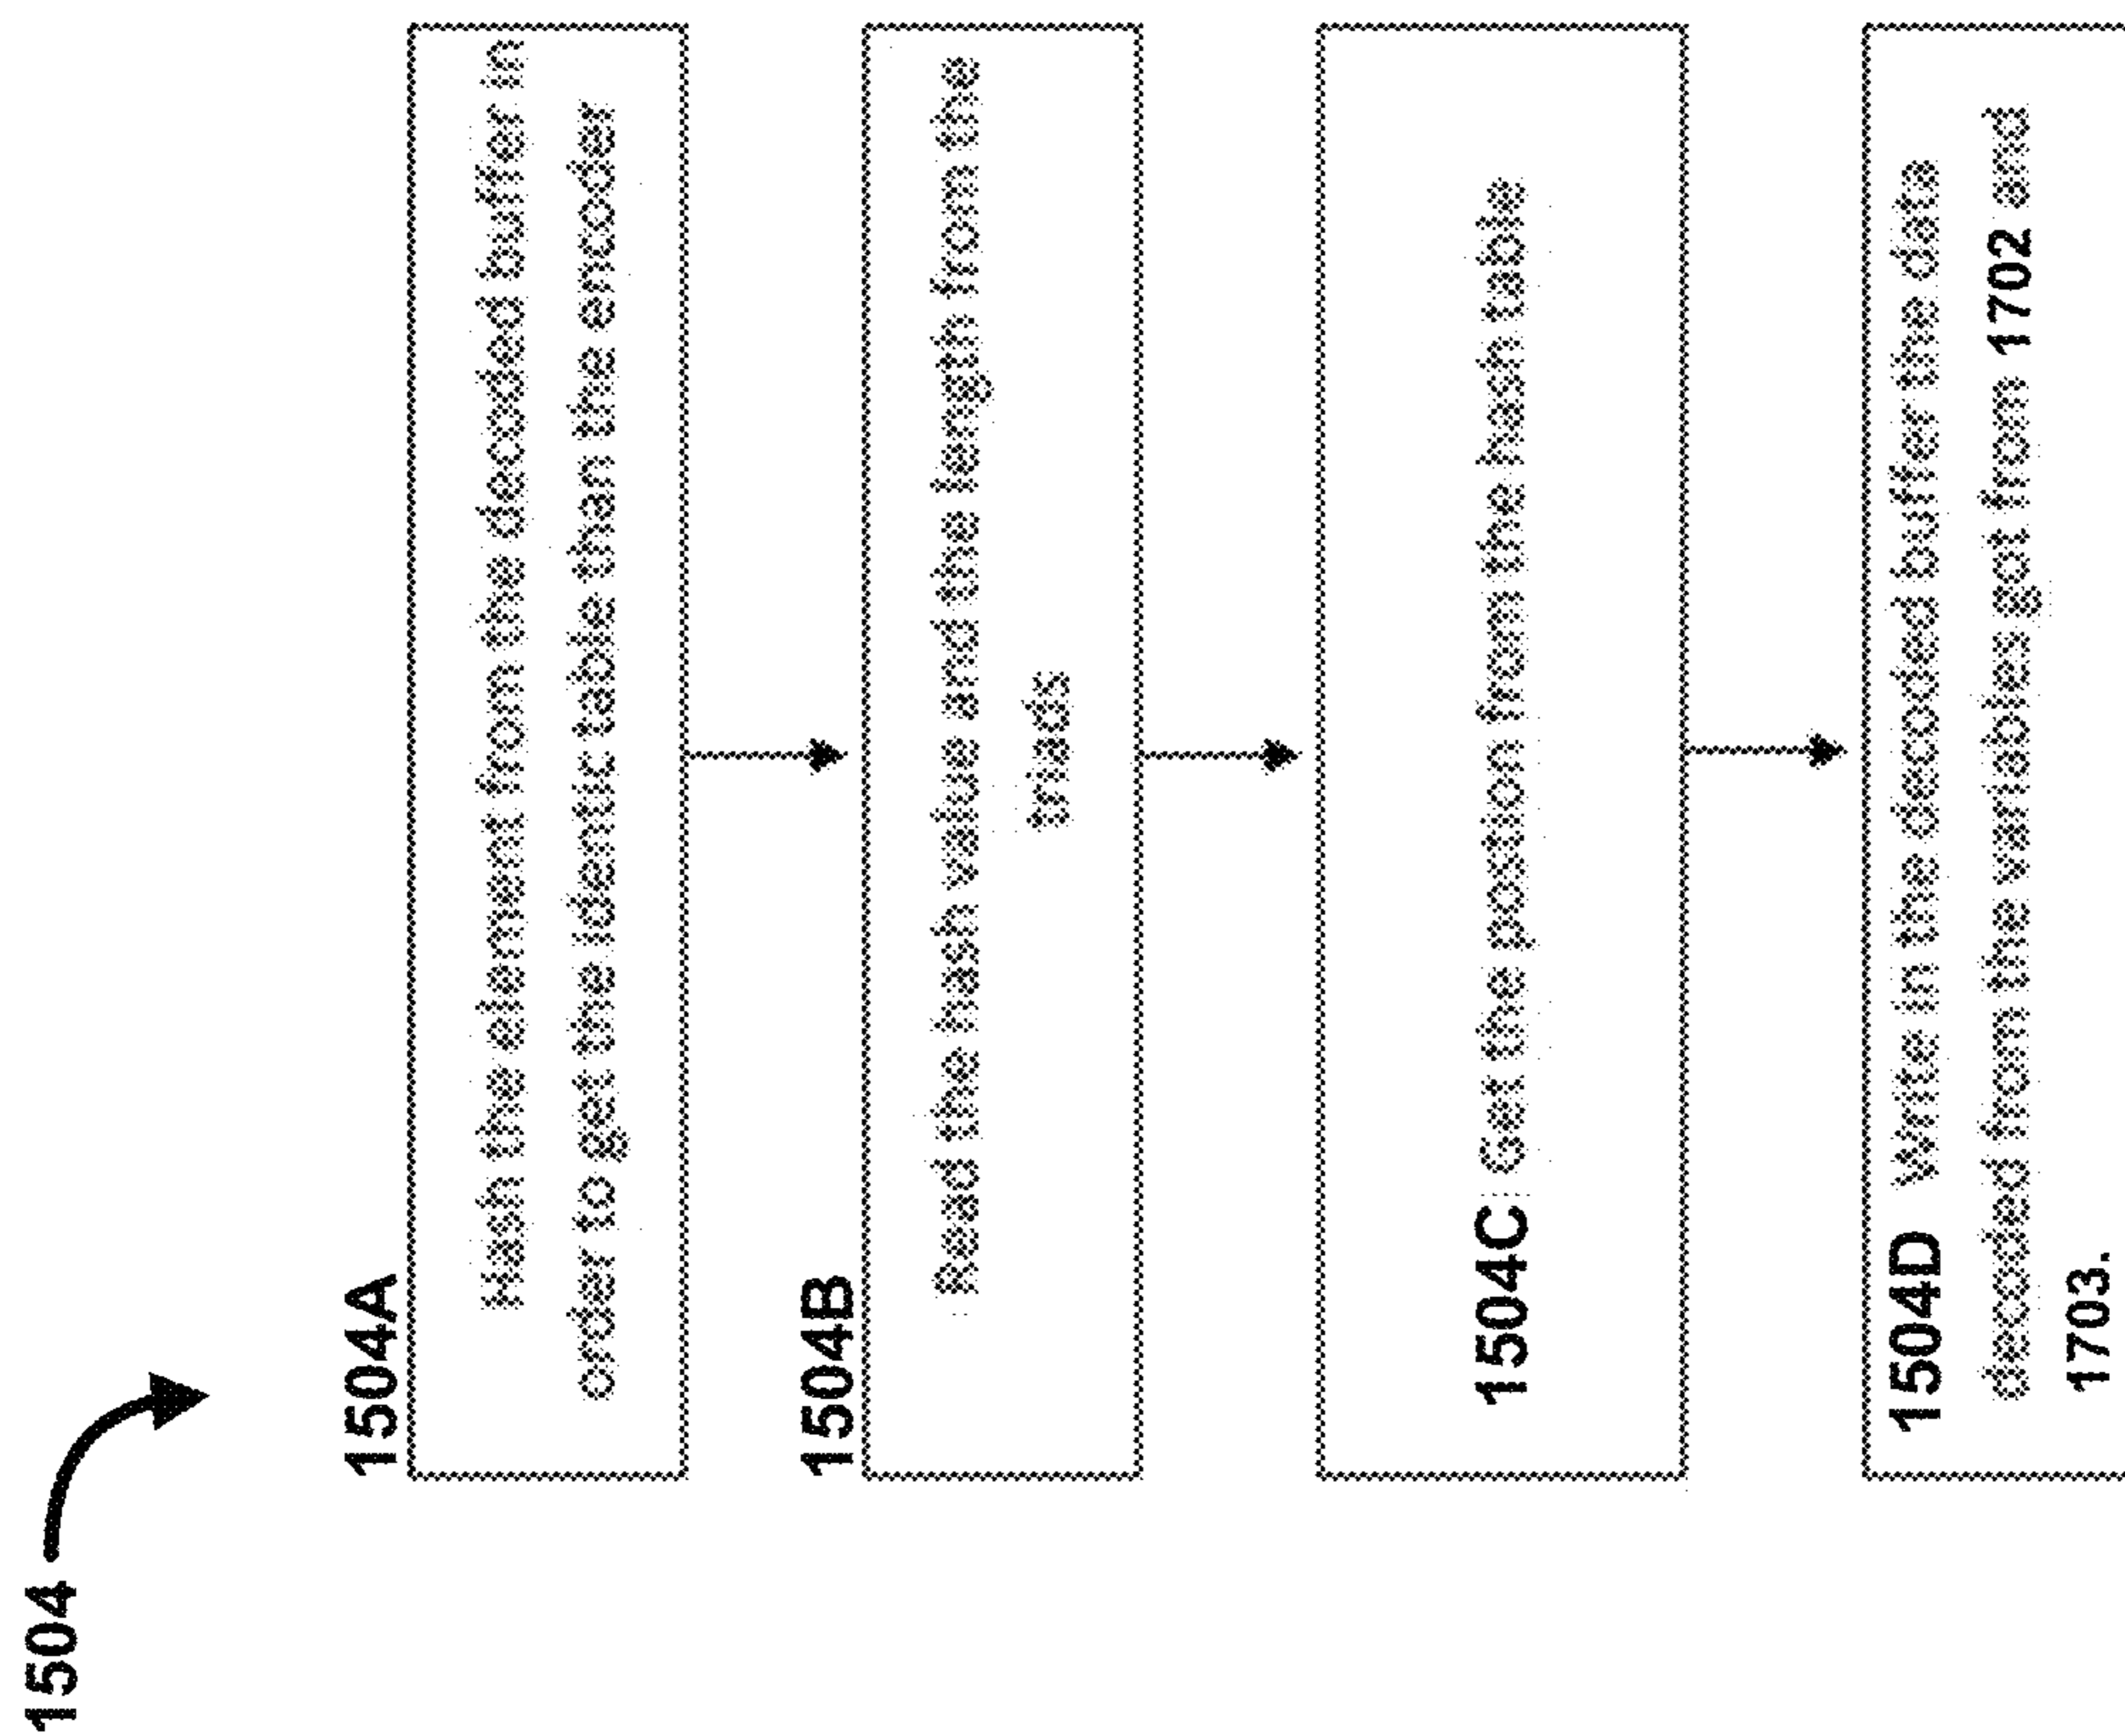 1504
1504A
Hash the element from the decoded buffer in
order to get the identic table than the encoder
1504B
Read the hash value and the length from the
triads
1504C Get the postion from the hash table
1504D write in the decoded buffer the data
decoded from the variables got from 1702 and
1703.